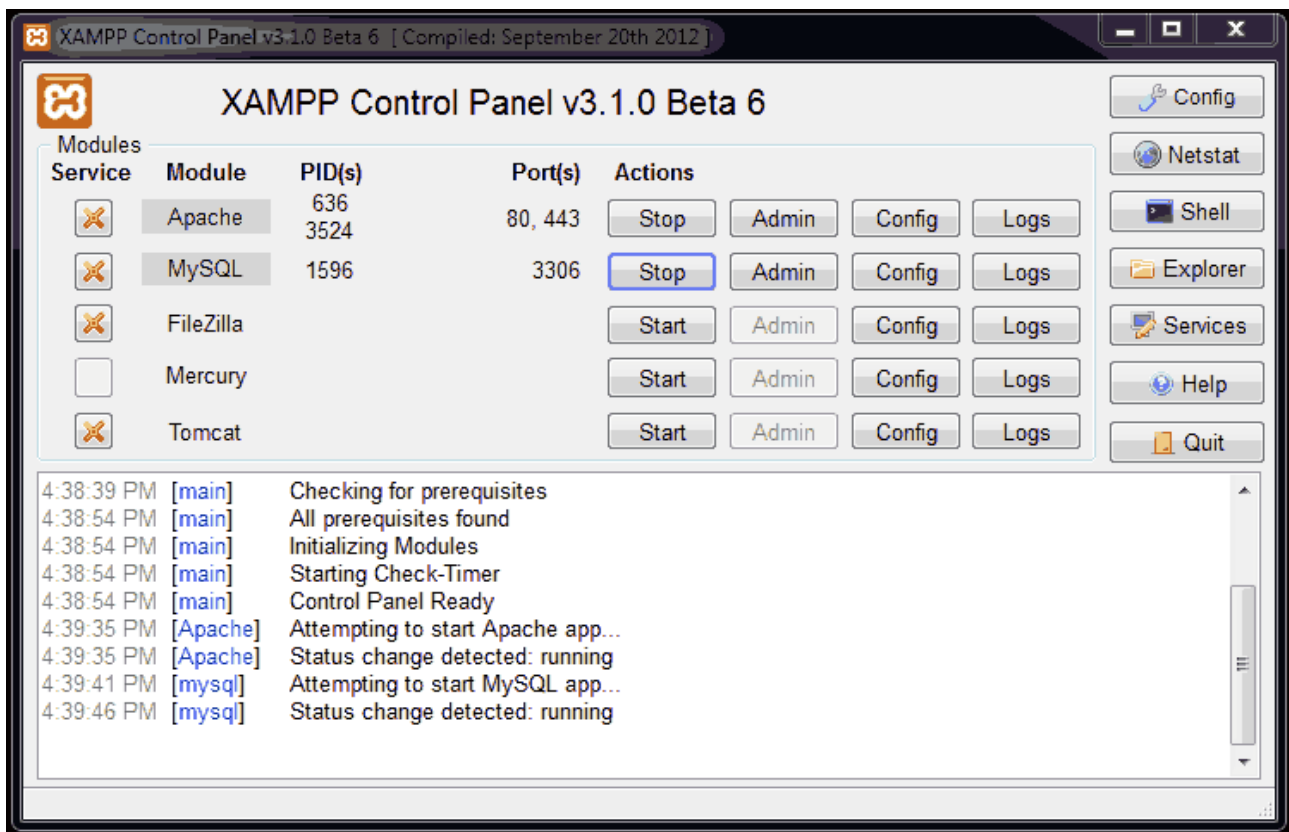 XAMPP Control Panel v3.1.0 Beta 6 [ Compiled: September 20th 2012 ]
XAMPP Control Panel v3.1.0 Beta 6
Config
Modules
Netstat
Service Module PID(s) Port(s) Actions
Apache 636 3524 80, 443 Stop Admin Config Logs
Shell
MySQL 1596 3306 Stop Admin Config Logs
Explorer
FileZilla Start Admin Config Logs
Services
Mercury Start Admin Config Logs
Help
Tomcat Start Admin Config Logs
Quit
4:38:39 PM [main] Checking for prerequisites
4:38:54 PM [main] All prerequisites found
4:38:54 PM [main] Initializing Modules
4:38:54 PM [main] Starting Check-Timer
4:38:54 PM [main] Control Panel Ready
4:39:35 PM [Apache] Attempting to start Apache app...
4:39:35 PM [Apache] Status change detected: running
4:39:41 PM [mysql] Attempting to start MySQL app...
4:39:46 PM [mysql] Status change detected: running